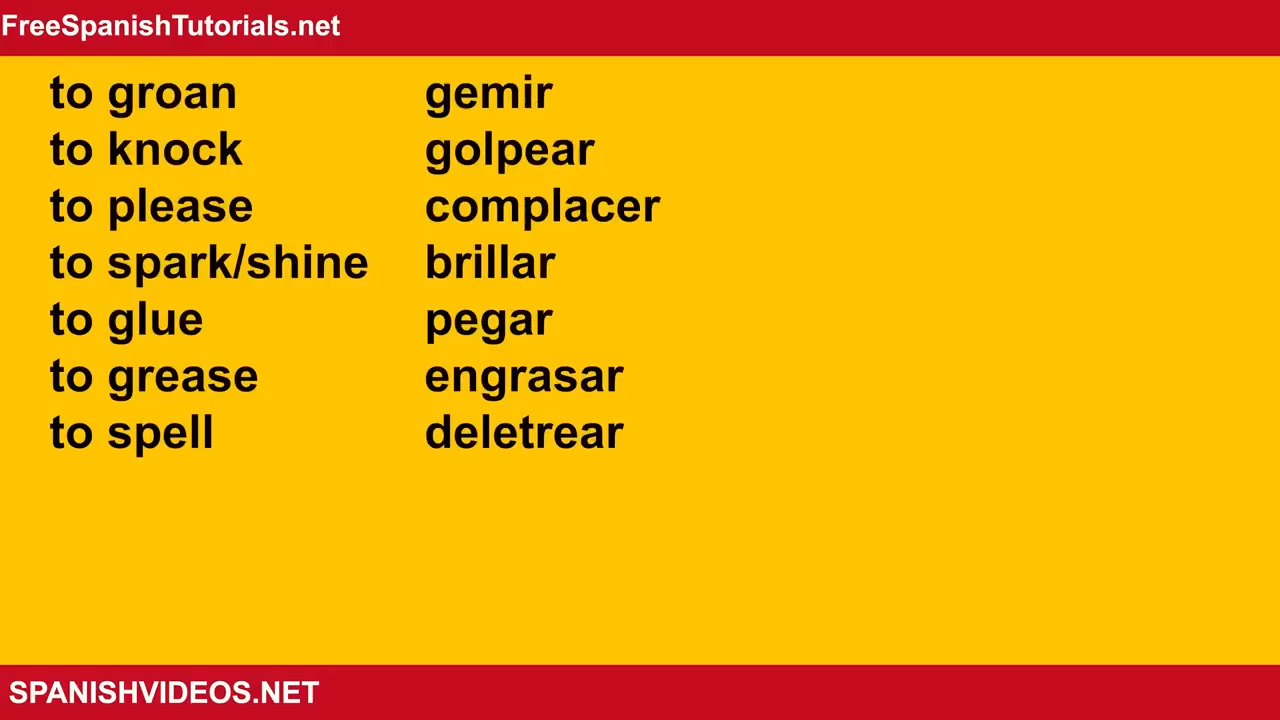 FreeSpanishTutorials.net
to groan gemir
to knock golpear
to please complacer
to spark/shine brillar
to glue pegar
to grease engrasar
to spell deletrear
SPANISHVIDEOS.NET